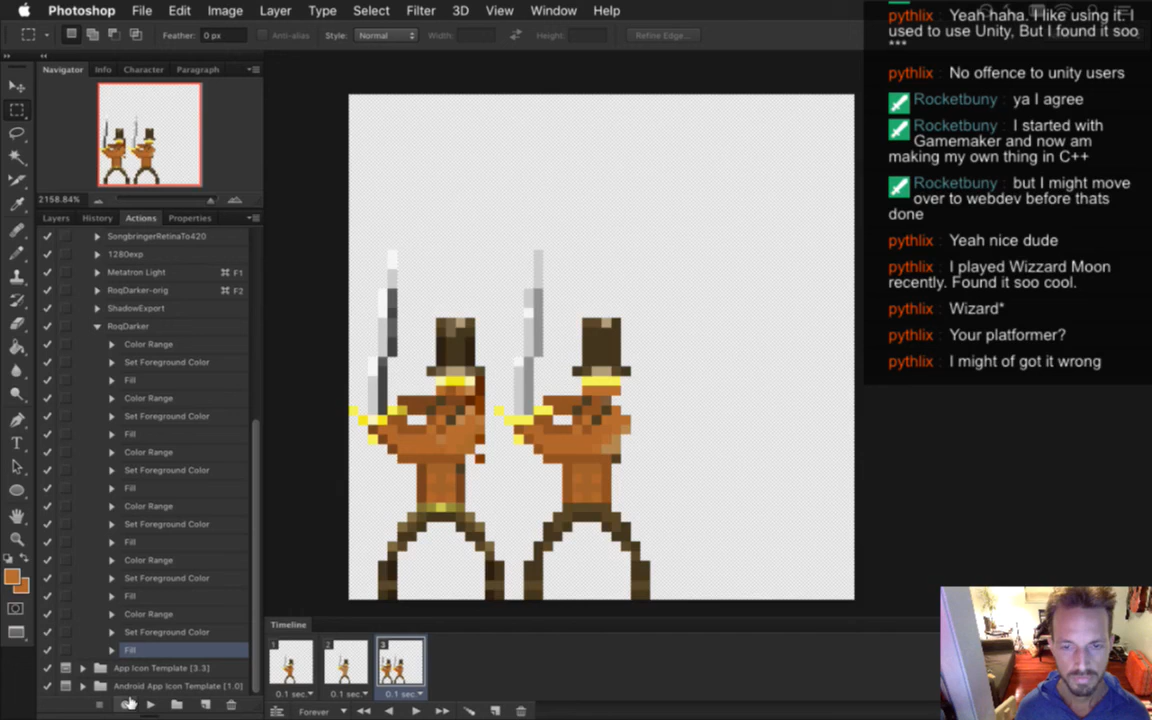 Photoshop File Edit Image Layer Type Select Filter 3D View Window Help
Feather: 0 px Anti-alias Style: Normal Width: Height: Refine Edge...
Navigator Info Character Paragraph
2158.84%
Layers History Actions Properties
SongbringerRetinaTo420
1280exp
Metatron Light F1
RoqDarker-orig F2
ShadowExport
RoqDarker
Color Range
Set Foreground Color
Fill
Color Range
Set Foreground Color
Fill
Color Range
Set Foreground Color
Fill
Color Range
Set Foreground Color
Fill
Color Range
Set Foreground Color
Fill
Color Range
Set Foreground Color
Fill
App Icon Template [3.3]
Android App Icon Template [1.0]
Timeline
1 2 3
0.1 sec. 0.1 sec. 0.1 sec.
Forever
pythlix : Yeah haha. I like using it. I
used to use Unity, But I found it soo
***
pythlix : No offence to unity users
Rocketbuny : ya I agree
Rocketbuny : I started with
Gamemaker and now am
making my own thing in C++
Rocketbuny : but I might move
over to webdev before thats
done
pythlix : Yeah nice dude
pythlix : I played Wizzard Moon
recently. Found it soo cool.
pythlix : Wizard*
pythlix : Your platformer?
pythlix : I might of got it wrong